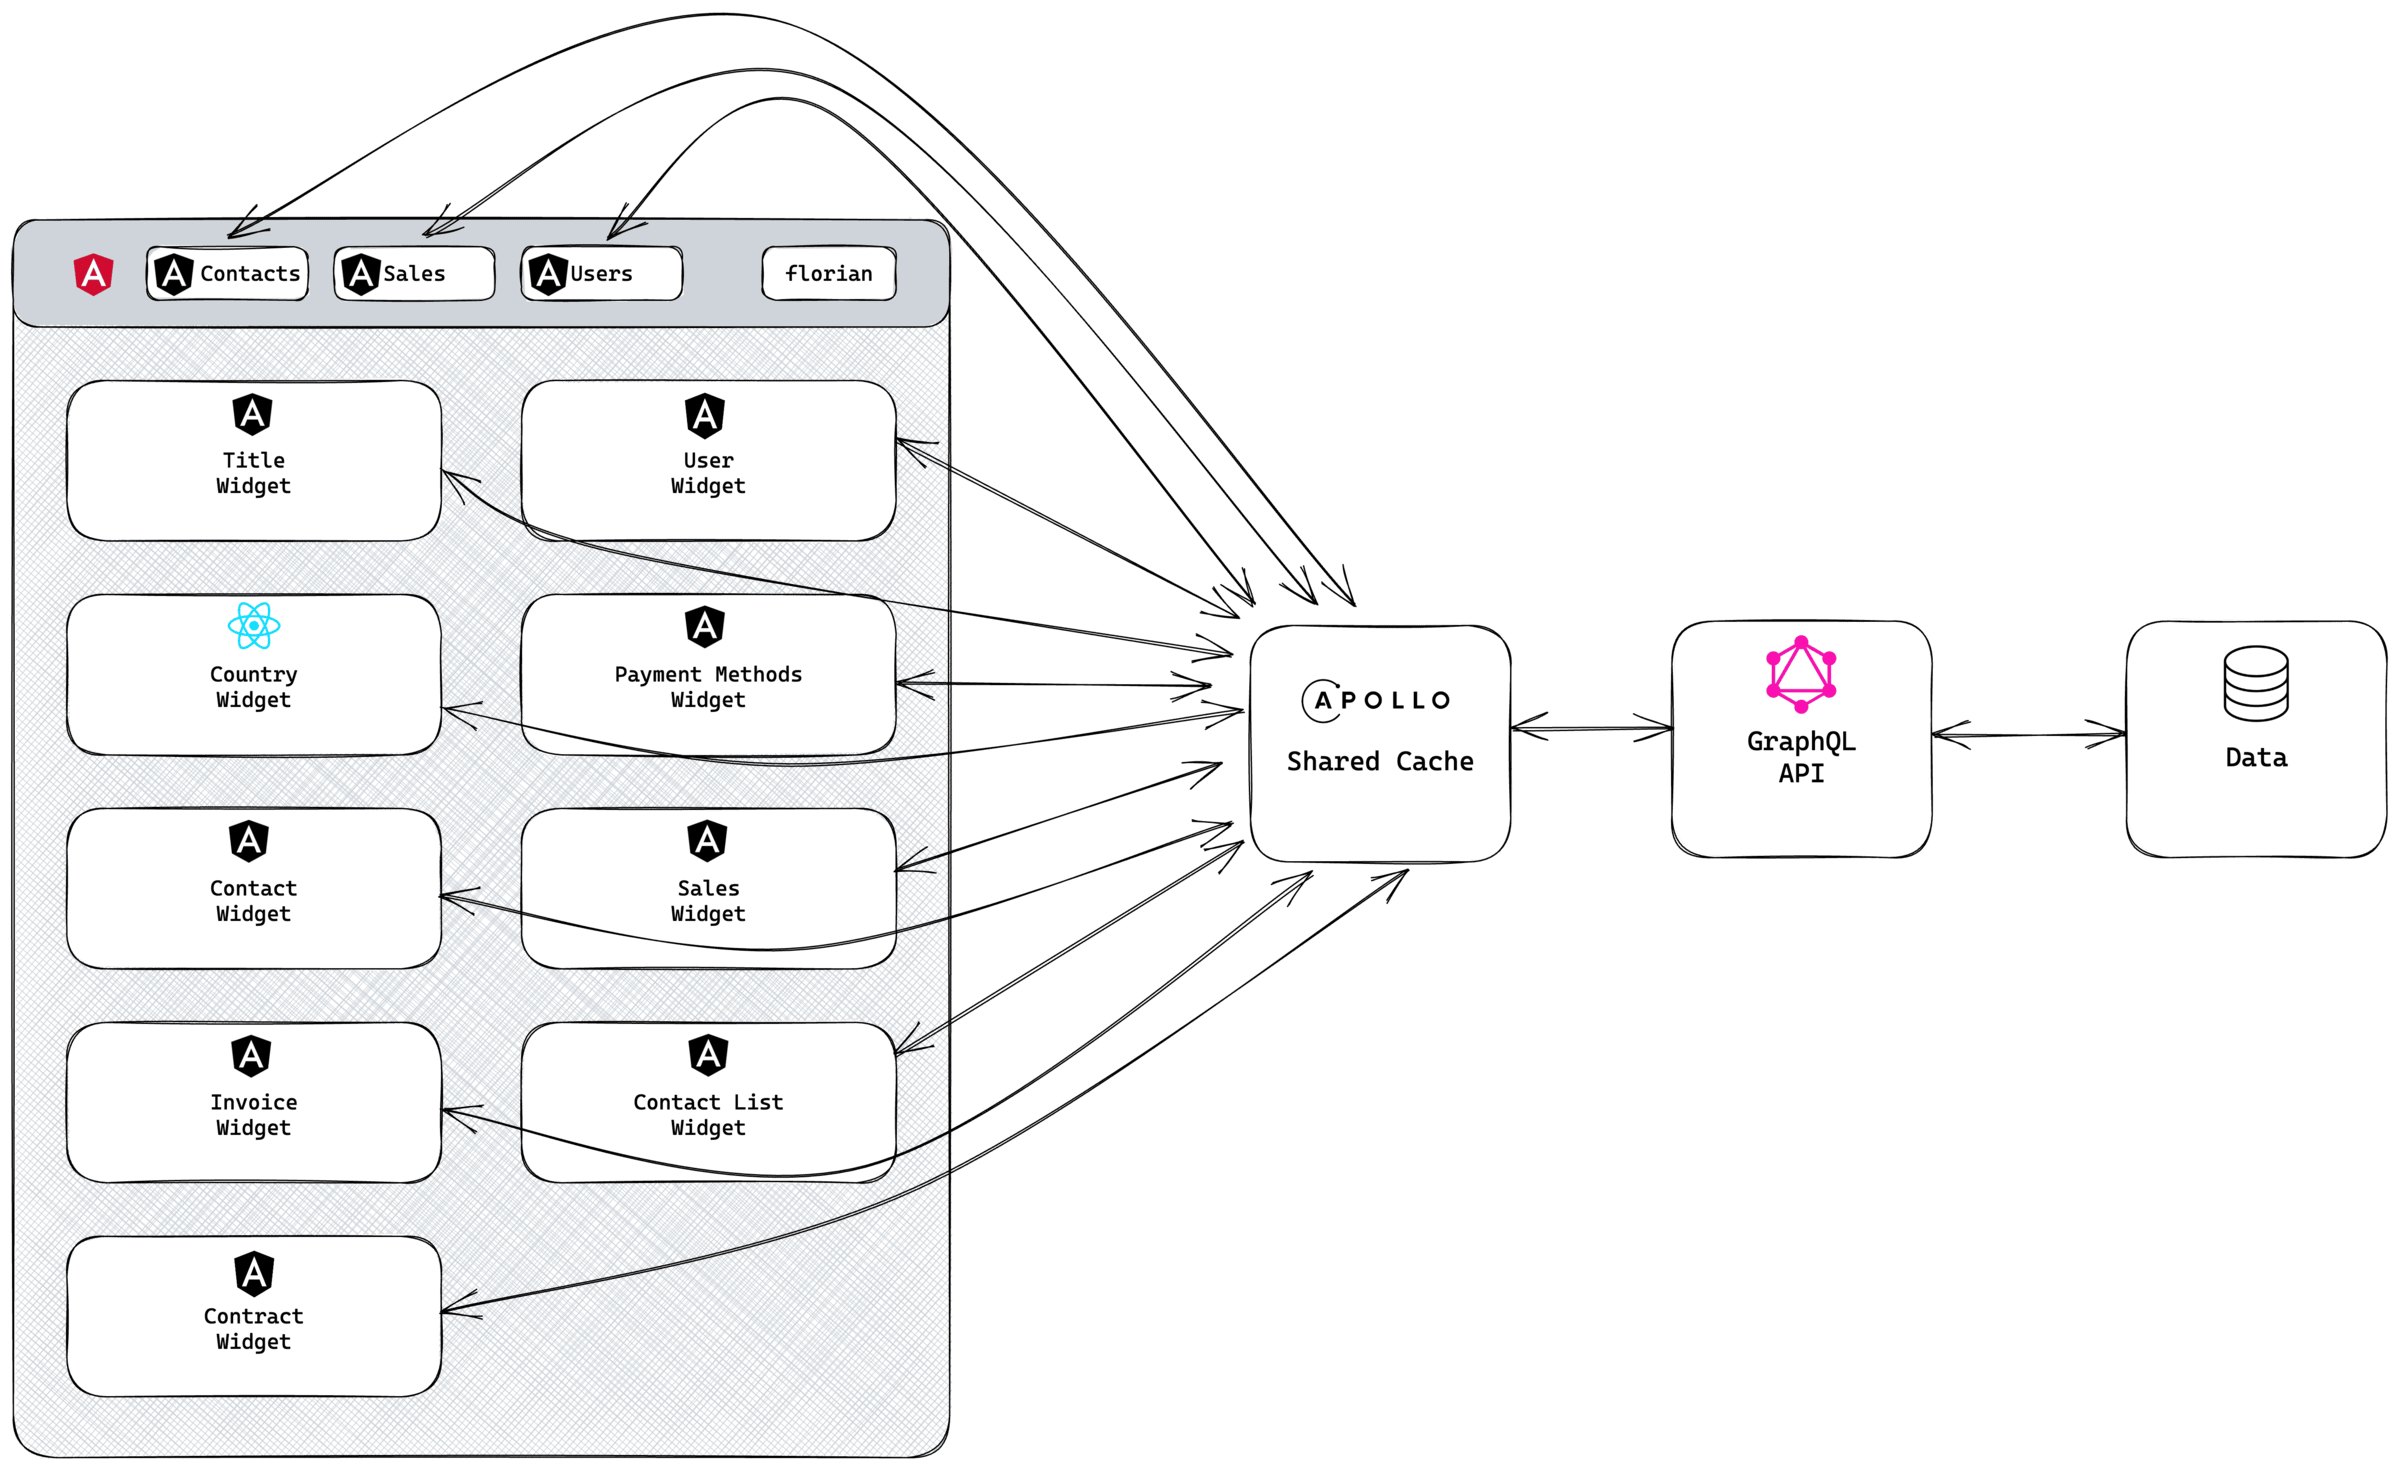 Contacts
Sales
Users
florian
Title
Widget
User
Widget
Country
Widget
Payment Methods
Widget
Contact
Widget
Sales
Widget
Invoice
Widget
Contact List
Widget
Contract
Widget
APOLLO
Shared Cache
GraphQL
API
Data